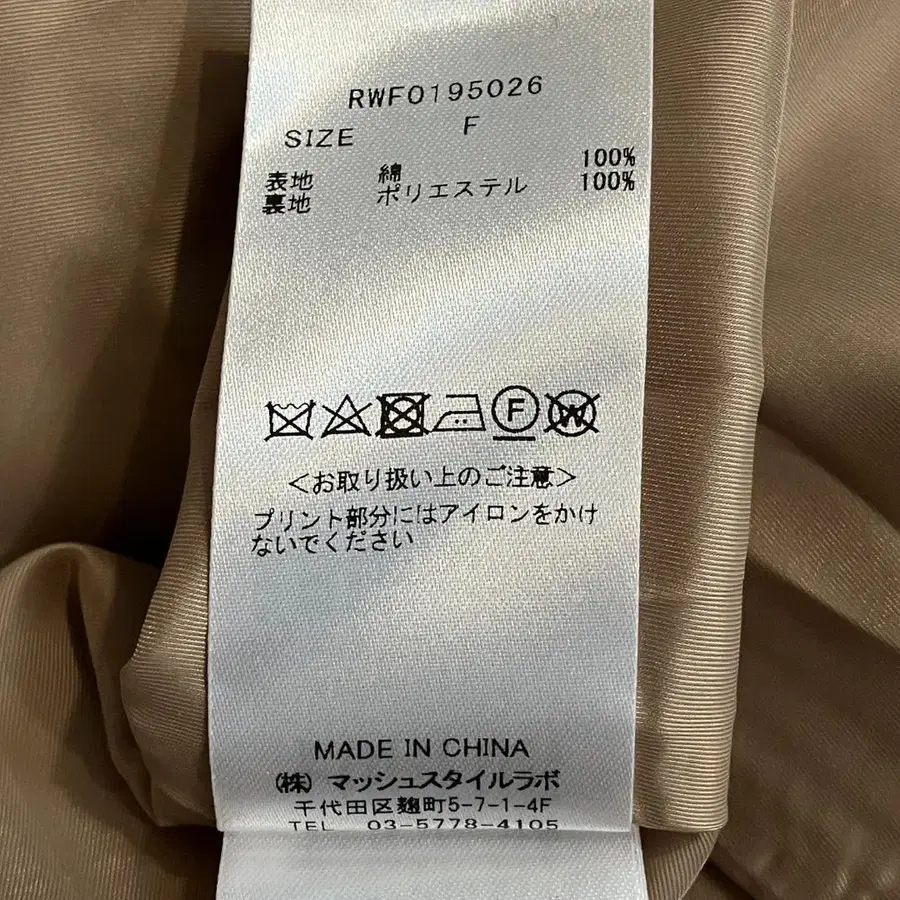 RWF0195026
SIZE F
表地 綿 100%
裏地 ポリエステル 100%
F W
＜お取り扱い上のご注意＞
プリント部分にはアイロンをかけ
ないでください
MADE IN CHINA
(株) マッシュスタイルラボ
千代田区麹町5-7-1-4F
TEL 03-5778-4105